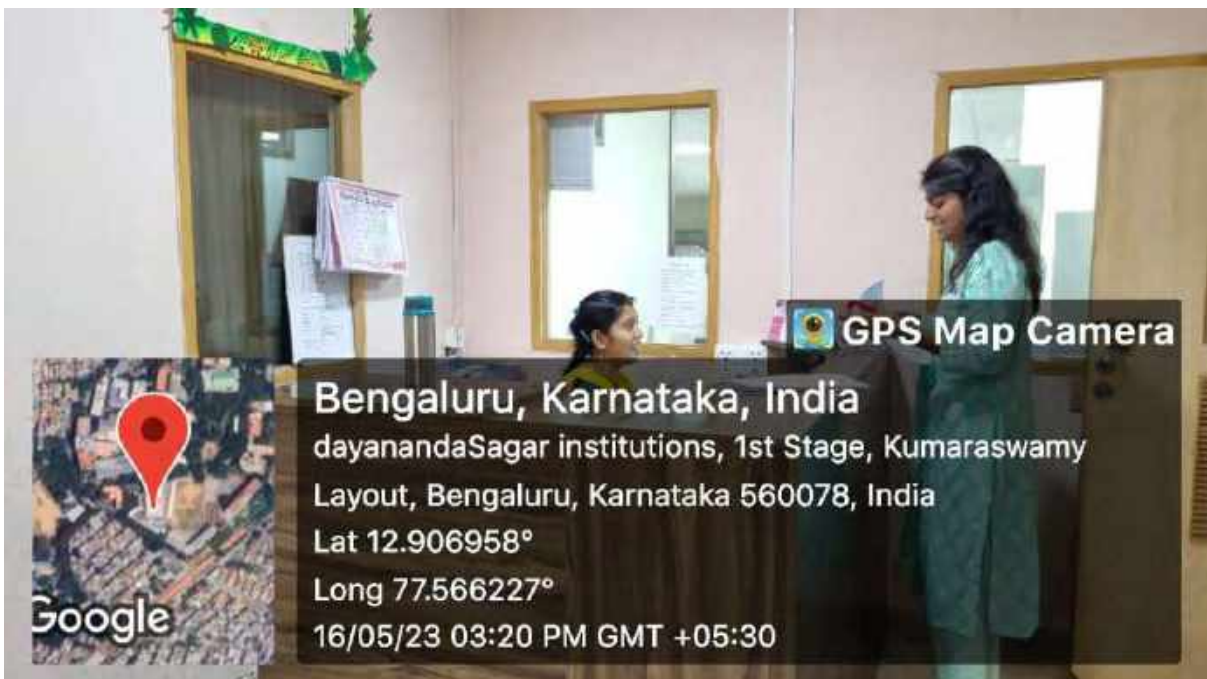 GPS Map Camera
Bengaluru, Karnataka, India
dayanandaSagar institutions, 1st Stage, Kumaraswamy
Layout, Bengaluru, Karnataka 560078, India
Lat 12.906958°
Long 77.566227°
16/05/23 03:20 PM GMT +05:30
Google